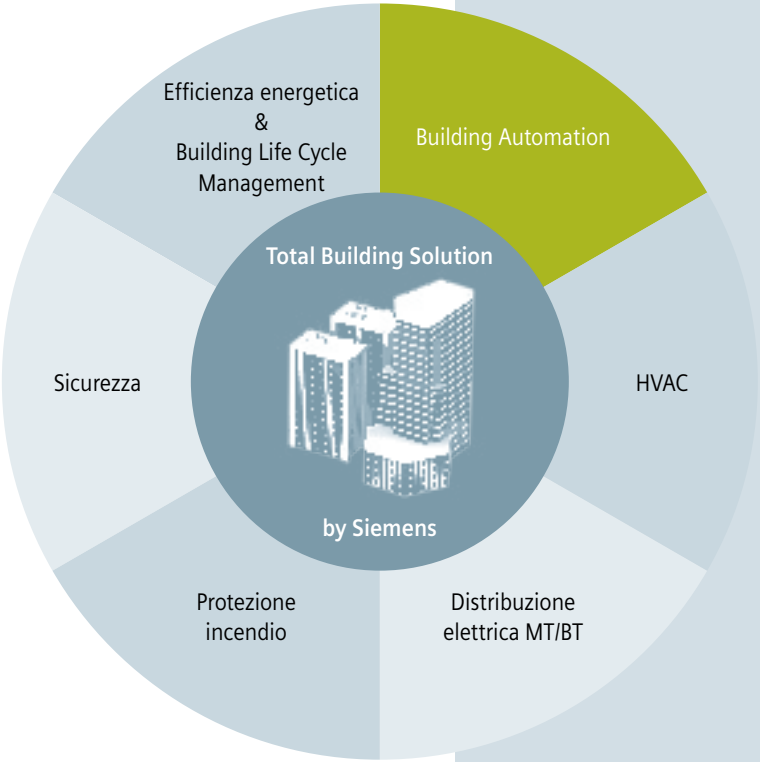 Efficienza energetica
&
Building Life Cycle
Management
Building Automation
Total Building Solution
Sicurezza
HVAC
by Siemens
Protezione
incendio
Distribuzione
elettrica MT/BT